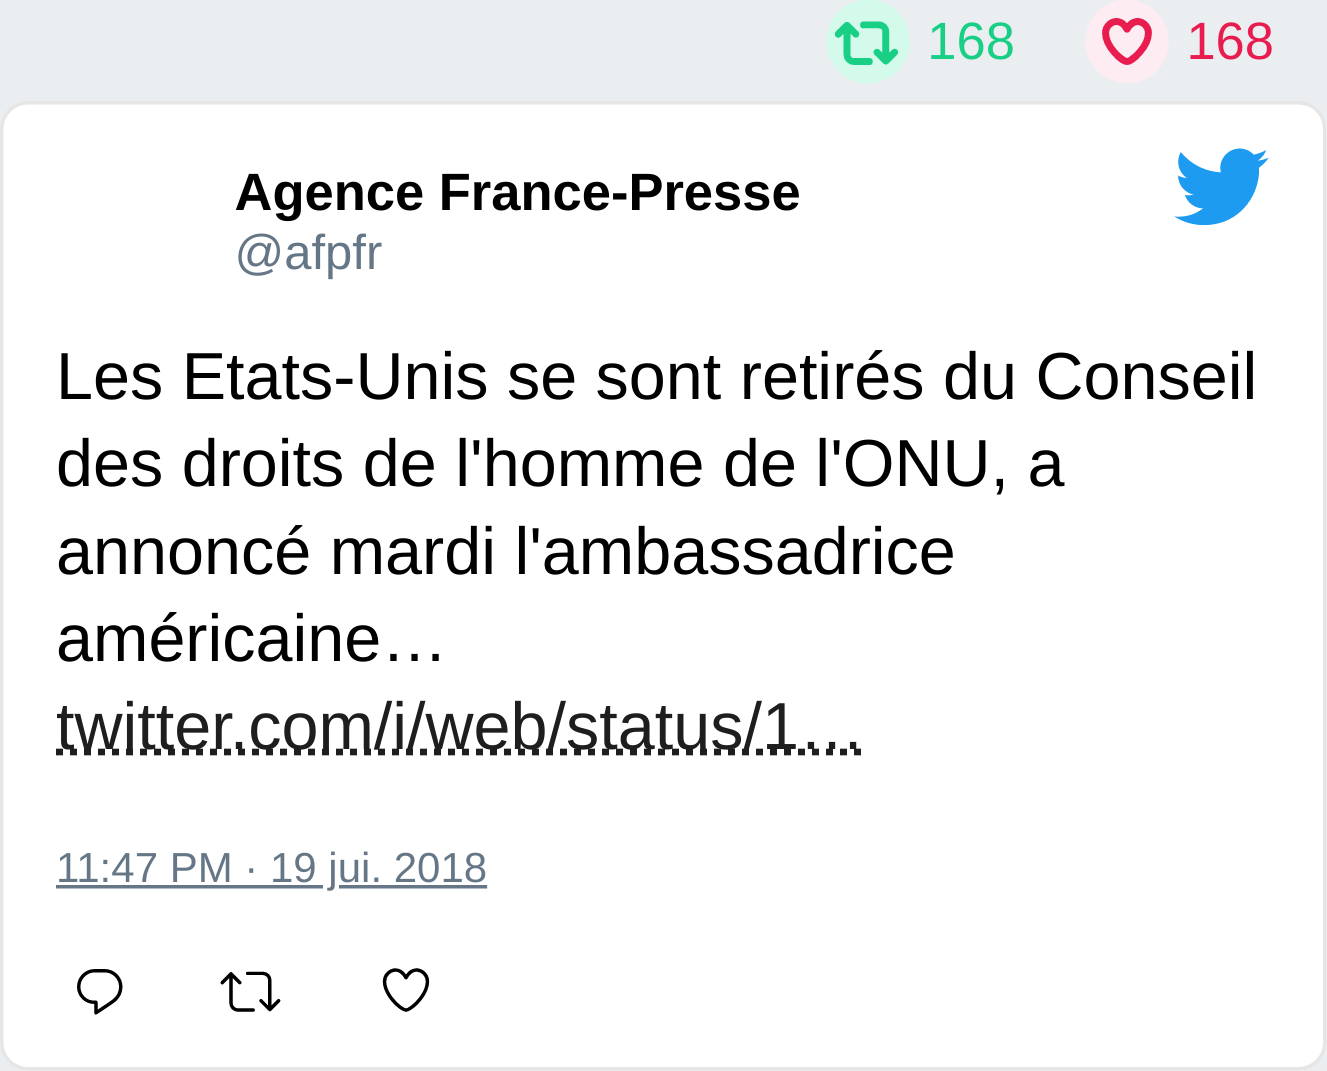 168 168
Agence France-Presse
@afpfr
Les Etats-Unis se sont retirés du Conseil
des droits de l'homme de l'ONU, a
annoncé mardi l'ambassadrice
américaine…
twitter.com/i/web/status/1…
11:47 PM · 19 jui. 2018